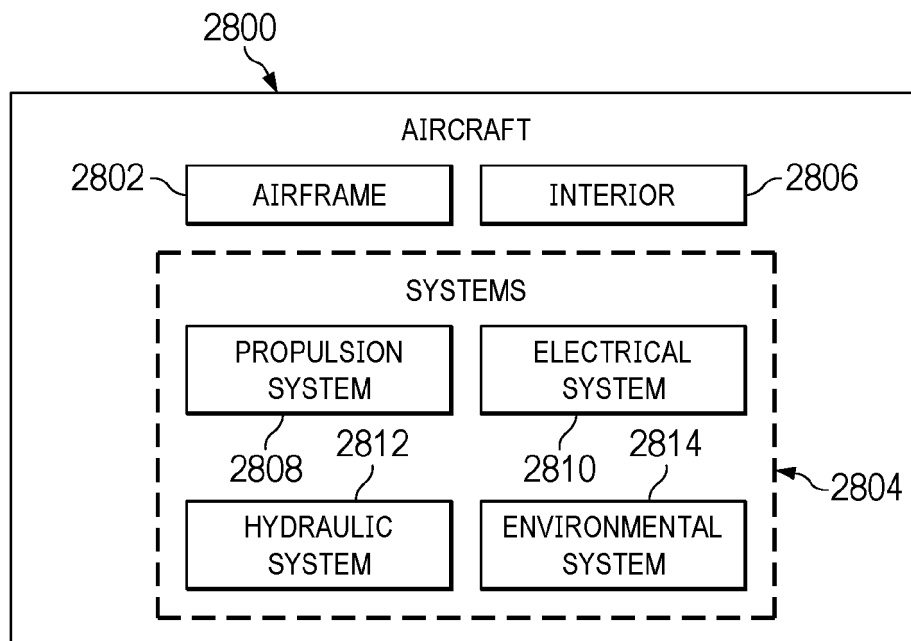 2800
AIRCRAFT
2802
AIRFRAME
INTERIOR
2806
SYSTEMS
PROPULSION
SYSTEM
ELECTRICAL
SYSTEM
2808
2812
2810
2814
2804
HYDRAULIC
SYSTEM
ENVIRONMENTAL
SYSTEM